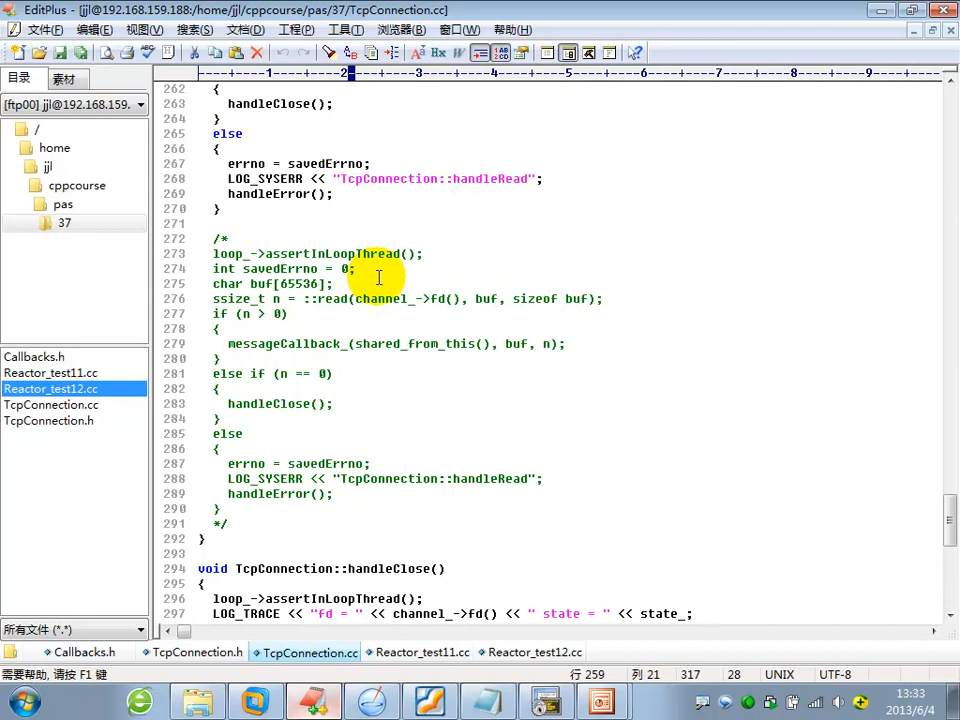 EditPlus - [jjl@192.168.159.188:/home/jjl/cppcourse/pas/37/TcpConnection.cc]
文件(F) 编辑(E) 视图(V) 搜索(S) 文档(D) 工程(P) 工具(T) 浏览器(B) 窗口(W) 帮助(H)
目录 素材
[ftp00] jjl@192.168.159.
/
home
jjl
cppcourse
pas
37
Callbacks.h
Reactor_test11.cc
Reactor_test12.cc
TcpConnection.cc
TcpConnection.h
所有文件 (*.*)
----+----1----+----2----+----3----+----4----+----5----+----6----+----7----+----8----+----9----+----
262 {
263 handleClose();
264 }
265 else
266 {
267 errno = savedErrno;
268 LOG_SYSERR << "TcpConnection::handleRead";
269 handleError();
270 }
271
272 /*
273 loop_->assertInLoopThread();
274 int savedErrno = 0;
275 char buf[65536];
276 ssize_t n = ::read(channel_->fd(), buf, sizeof buf);
277 if (n > 0)
278 {
279 messageCallback_(shared_from_this(), buf, n);
280 }
281 else if (n == 0)
282 {
283 handleClose();
284 }
285 else
286 {
287 errno = savedErrno;
288 LOG_SYSERR << "TcpConnection::handleRead";
289 handleError();
290 }
291 */
292 }
293
294 void TcpConnection::handleClose()
295 {
296 loop_->assertInLoopThread();
297 LOG_TRACE << "fd = " << channel_->fd() << " state = " << state_;
Callbacks.h TcpConnection.h TcpConnection.cc Reactor_test11.cc Reactor_test12.cc
需要帮助, 请按 F1 键 行 259 列 21 317 28 UNIX UTF-8
13:33
2013/6/4